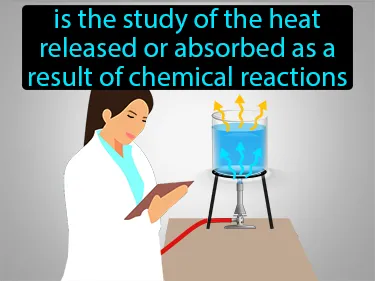 is the study of the heat
released or absorbed as a
result of chemical reactions